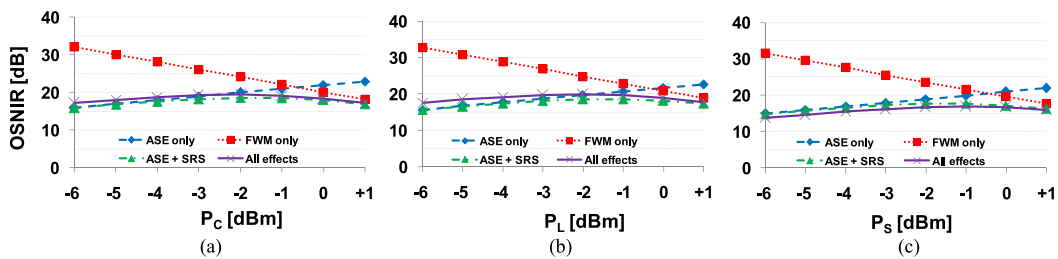 OSNIR [dB]
40
30
20
10
0
ASE only
FWM only
ASE + SRS
All effects
-6 -5 -4 -3 -2 -1 0 +1
P_C [dBm]
(a)
40
30
20
10
0
ASE only
FWM only
ASE + SRS
All effects
-6 -5 -4 -3 -2 -1 0 +1
P_L [dBm]
(b)
40
30
20
10
0
ASE only
FWM only
ASE + SRS
All effects
-6 -5 -4 -3 -2 -1 0 +1
P_S [dBm]
(c)